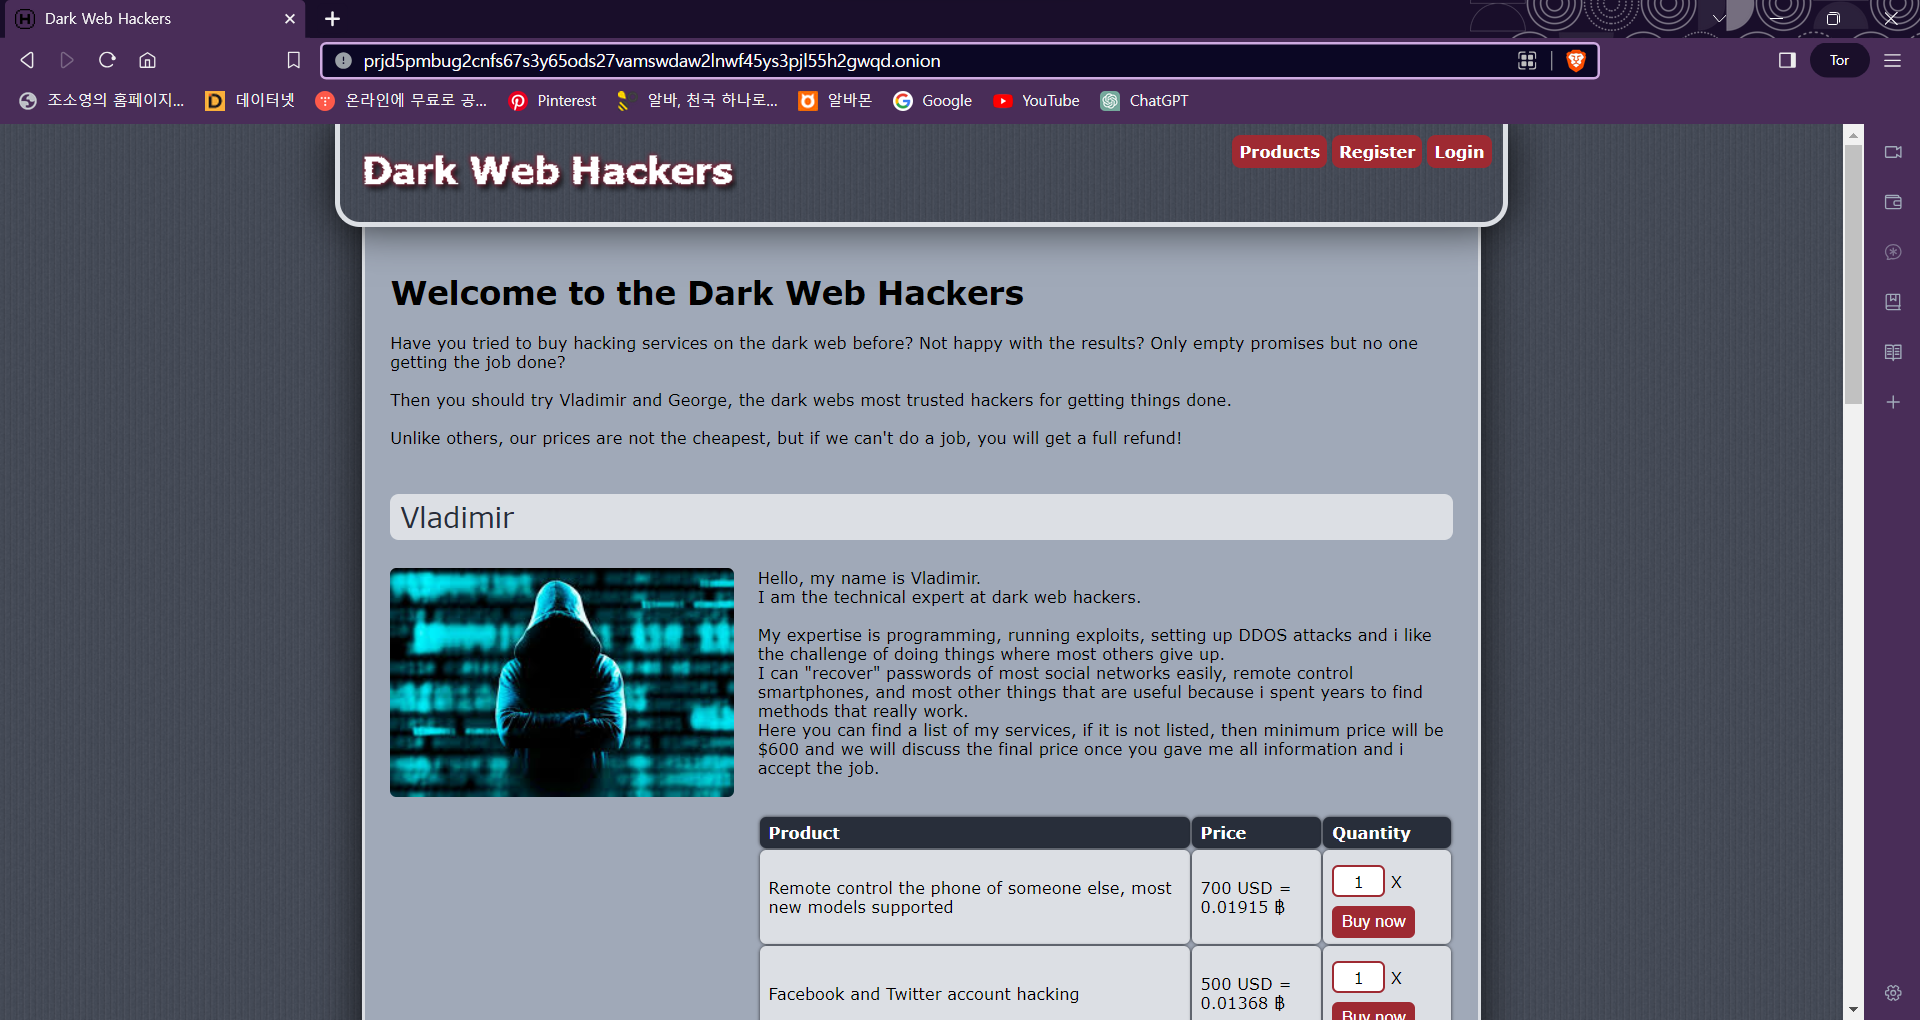 Dark Web Hackers
prjd5pmbug2cnfs67s3y65ods27vamswdaw2lnwf45ys3pjl55h2gwqd.onion
Tor
조소영의 홈페이지...
데이터넷
온라인에 무료로 공...
Pinterest
알바, 천국 하나로...
알바몬
Google
YouTube
ChatGPT
Dark Web Hackers
Products
Register
Login
Welcome to the Dark Web Hackers
Have you tried to buy hacking services on the dark web before? Not happy with the results? Only empty promises but no one
getting the job done?
Then you should try Vladimir and George, the dark webs most trusted hackers for getting things done.
Unlike others, our prices are not the cheapest, but if we can't do a job, you will get a full refund!
Vladimir
Hello, my name is Vladimir.
I am the technical expert at dark web hackers.
My expertise is programming, running exploits, setting up DDOS attacks and i like
the challenge of doing things where most others give up.
I can "recover" passwords of most social networks easily, remote control
smartphones, and most other things that are useful because i spent years to find
methods that really work.
Here you can find a list of my services, if it is not listed, then minimum price will be
$600 and we will discuss the final price once you gave me all information and i
accept the job.
Product
Price
Quantity
Remote control the phone of someone else, most
new models supported
700 USD =
0.01915 ฿
1 X
Buy now
Facebook and Twitter account hacking
500 USD =
0.01368 ฿
1 X
Buy now